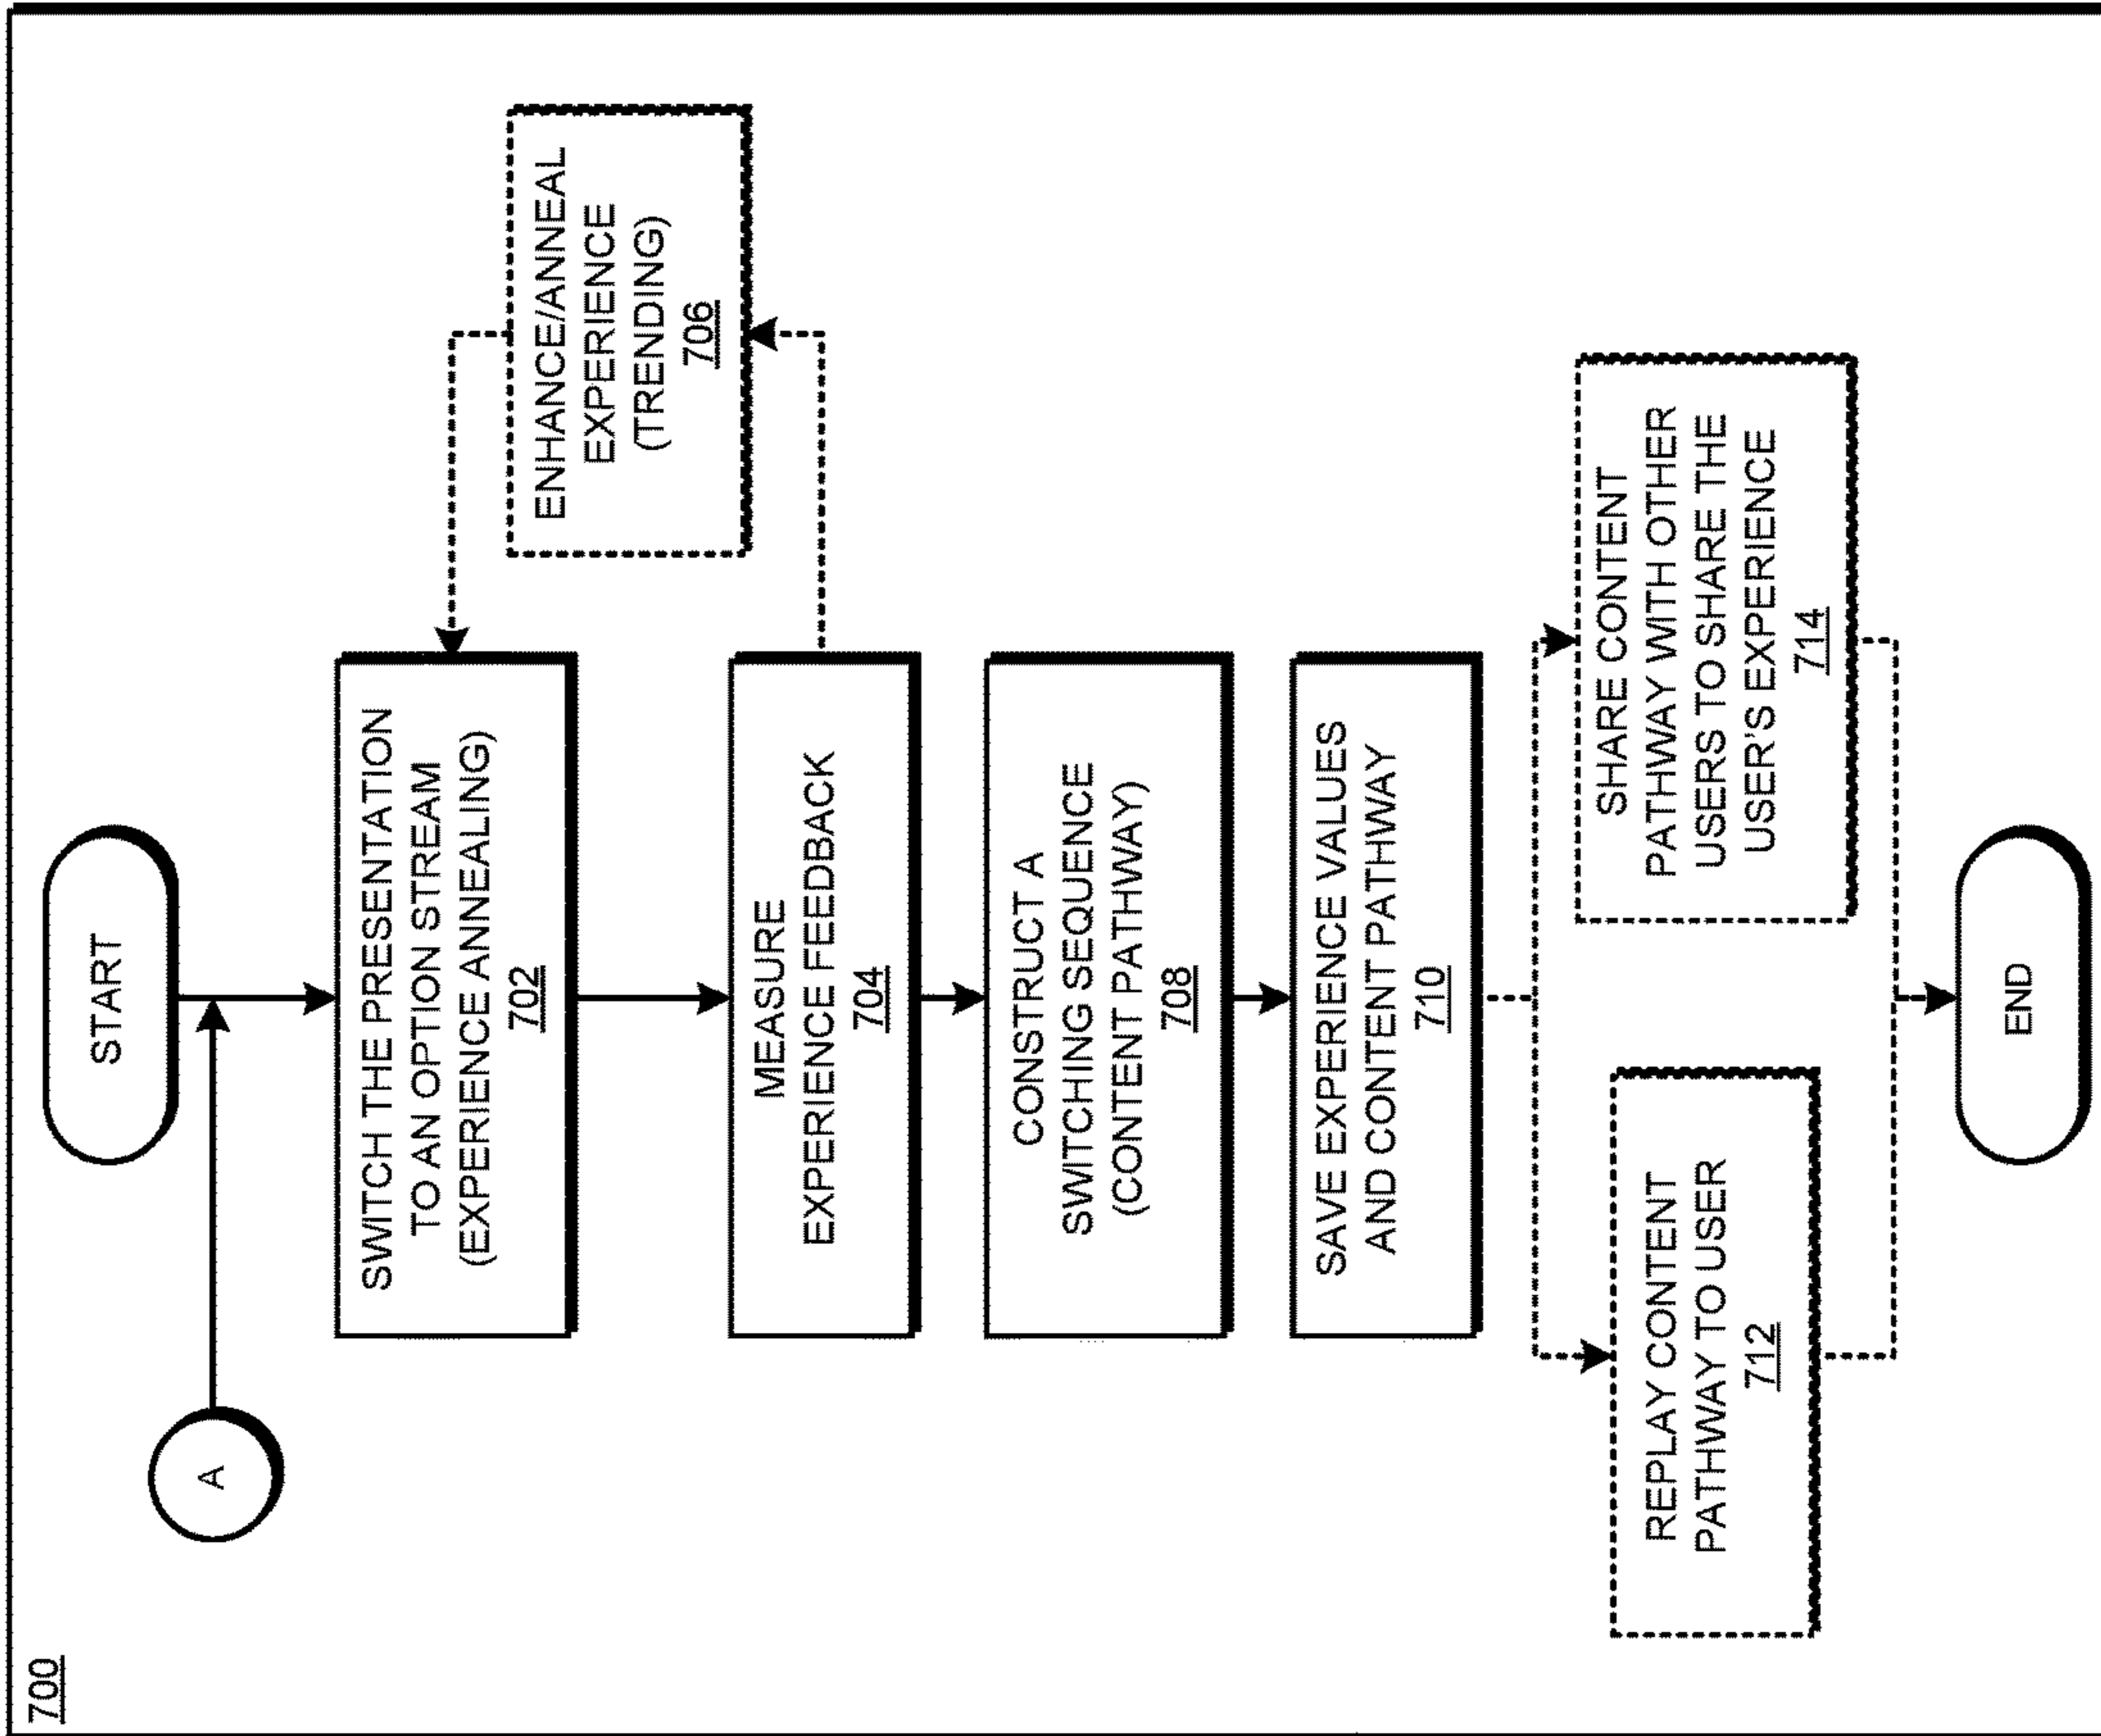 700
START
A
SWITCH THE PRESENTATION
TO AN OPTION STREAM
(EXPERIENCE ANNEALING)
702
ENHANCE/ANNEAL
EXPERIENCE
(TRENDING)
706
MEASURE
EXPERIENCE FEEDBACK
704
CONSTRUCT A
SWITCHING SEQUENCE
(CONTENT PATHWAY)
708
SAVE EXPERIENCE VALUES
AND CONTENT PATHWAY
710
REPLAY CONTENT
PATHWAY TO USER
712
SHARE CONTENT
PATHWAY WITH OTHER
USERS TO SHARE THE
USER'S EXPERIENCE
714
END